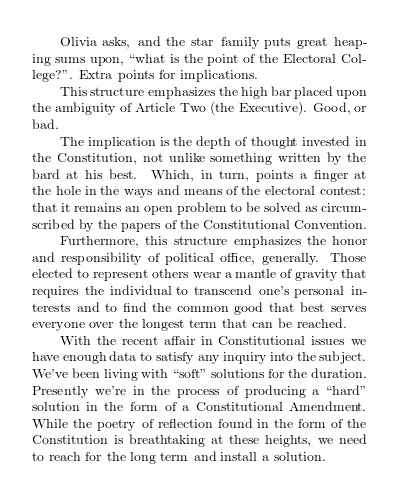 Olivia asks, and the star family puts great heap-
ing sums upon, “what is the point of the Electoral Col-
lege?”. Extra points for implications.
This structure emphasizes the high bar placed upon
the ambiguity of Article Two (the Executive). Good, or
bad.
The implication is the depth of thought invested in
the Constitution, not unlike something written by the
bard at his best. Which, in turn, points a finger at
the hole in the ways and means of the electoral contest:
that it remains an open problem to be solved as circum-
scribed by the papers of the Constitutional Convention.
Furthermore, this structure emphasizes the honor
and responsibility of political office, generally. Those
elected to represent others wear a mantle of gravity that
requires the individual to transcend one's personal in-
terests and to find the common good that best serves
everyone over the longest term that can be reached.
With the recent affair in Constitutional issues we
have enough data to satisfy any inquiry into the subject.
We've been living with “soft” solutions for the duration.
Presently we're in the process of producing a “hard”
solution in the form of a Constitutional Amendment.
While the poetry of reflection found in the form of the
Constitution is breathtaking at these heights, we need
to reach for the long term and install a solution.